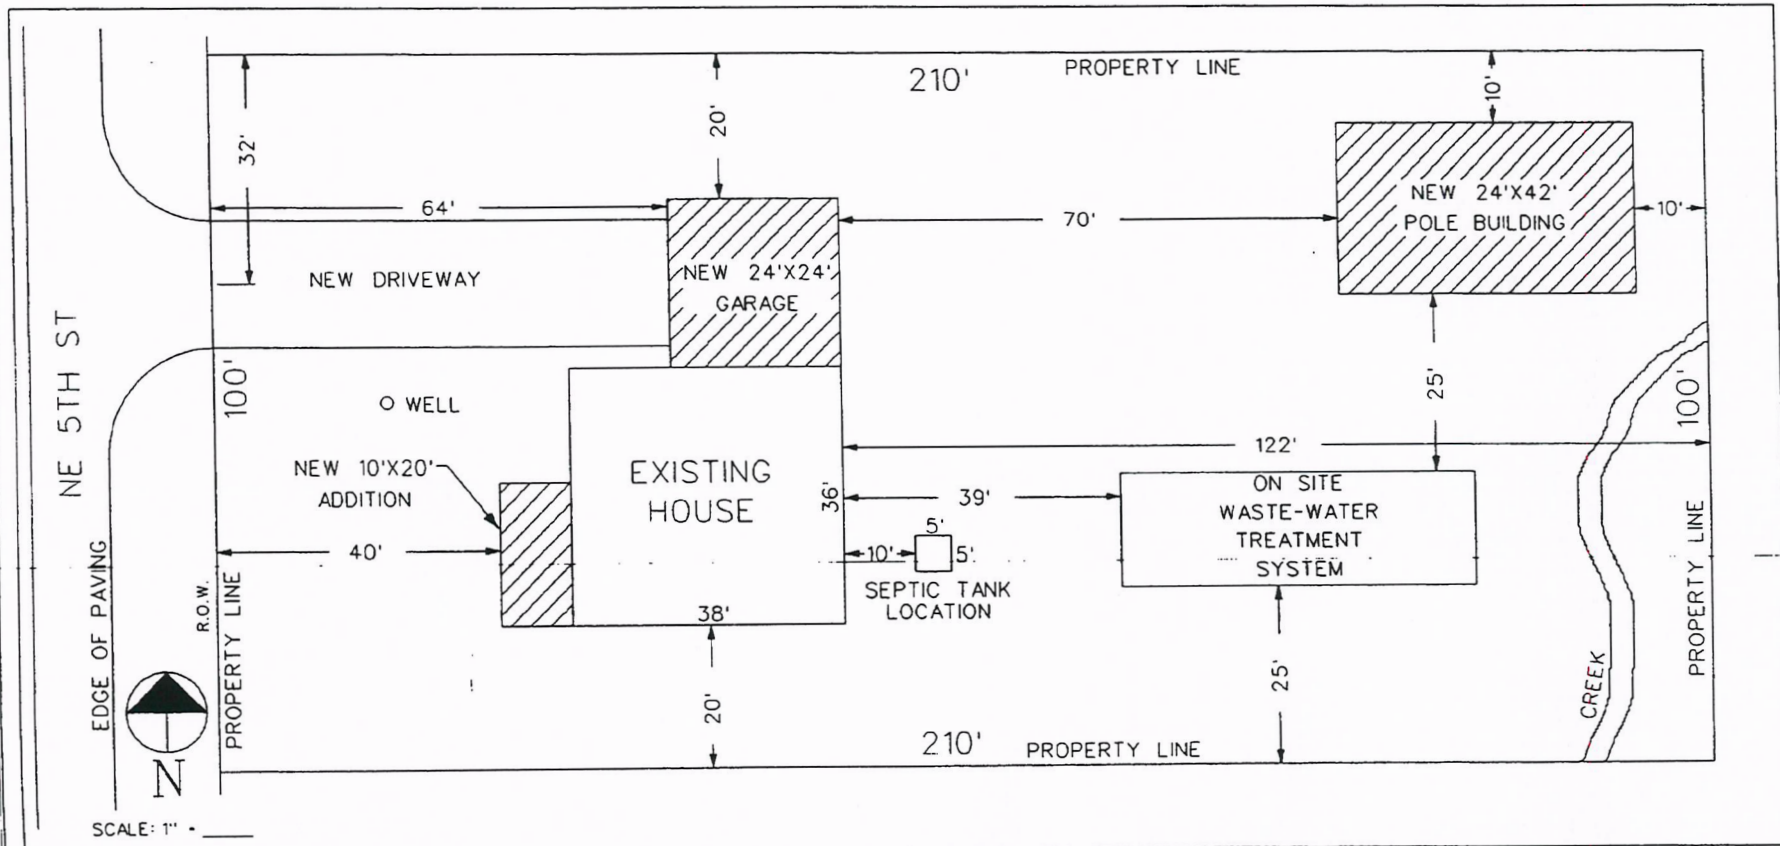 210'
PROPERTY LINE
32'
20'
10'
64'
NEW 24'X42'
POLE BUILDING
10'
70'
NEW DRIVEWAY
NEW 24'X24'
GARAGE
NE 5TH ST
100'
WELL
25'
100'
122'
NEW 10'X20'
ADDITION
EXISTING
HOUSE
36'
39'
ON SITE
WASTE-WATER
TREATMENT
SYSTEM
40'
10'
5'
5'
SEPTIC TANK
LOCATION
38'
EDGE OF PAVING
R.O.W.
PROPERTY LINE
PROPERTY LINE
CREEK
20'
25'
210'
PROPERTY LINE
N
SCALE: 1" - ____